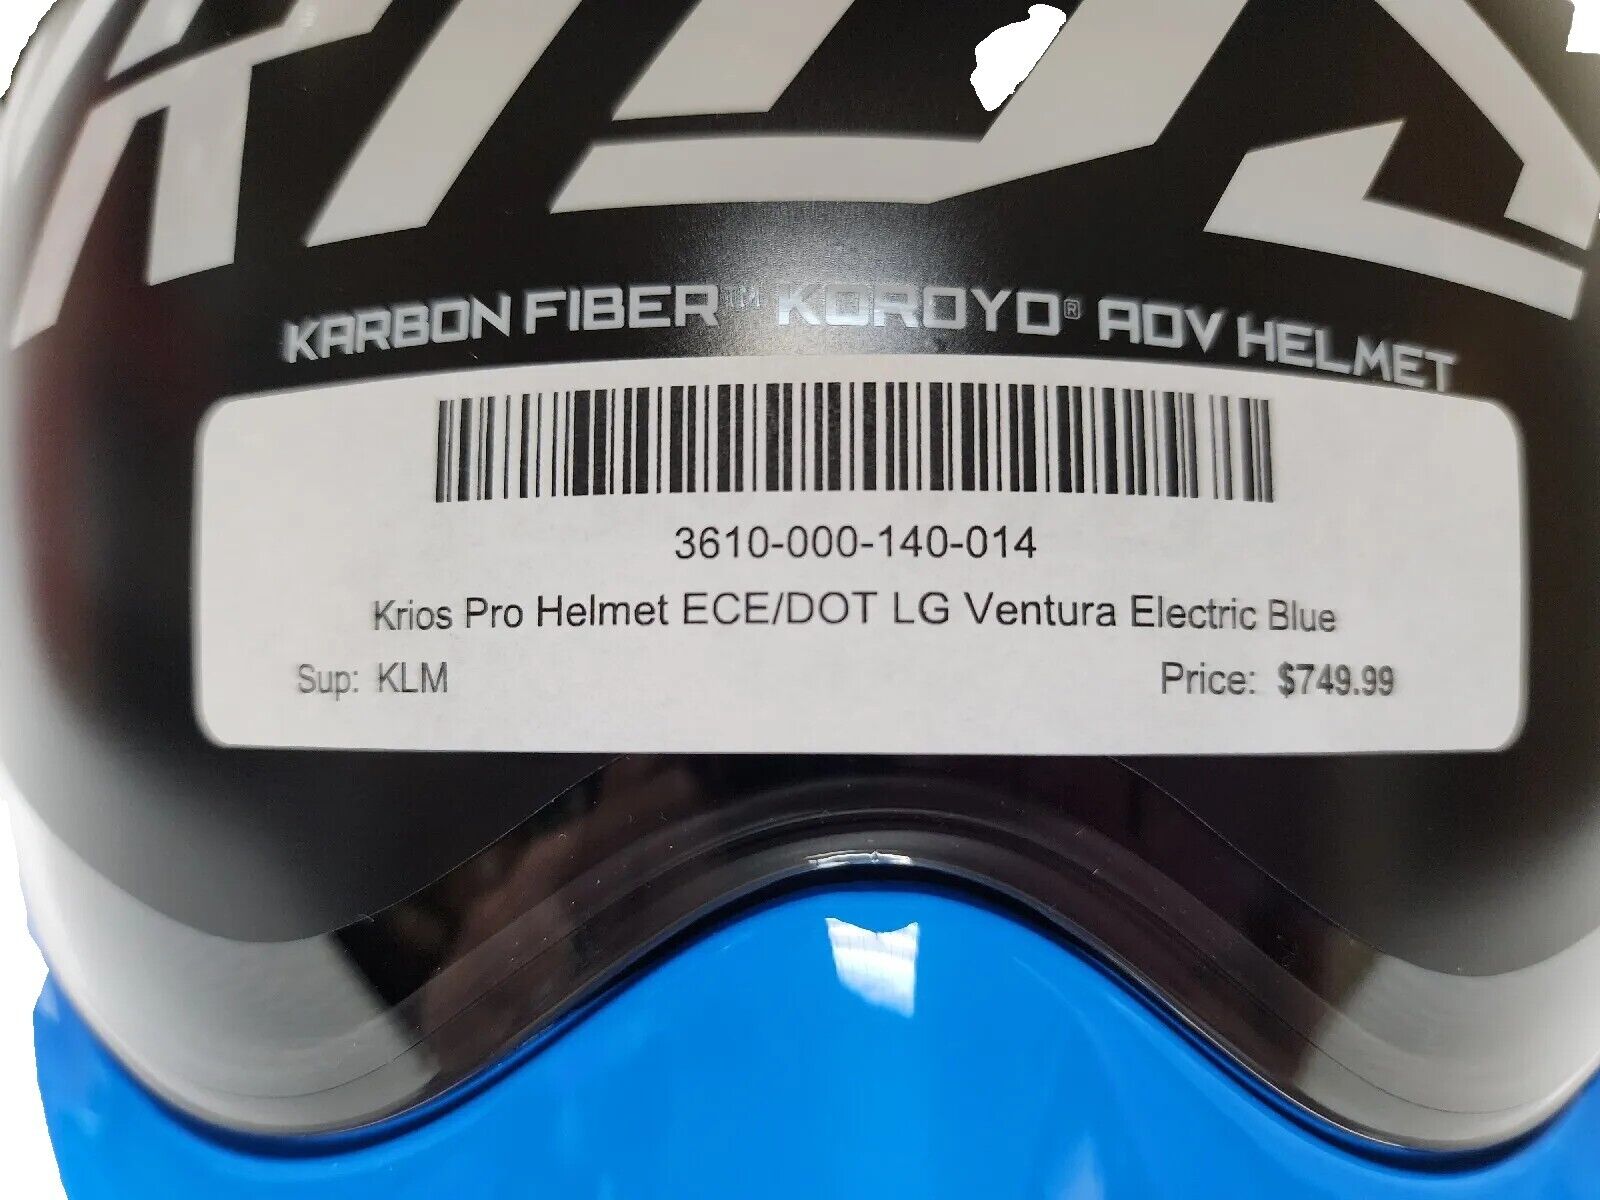 KARBON FIBER™ KOROYD® ADV HELMET
3610-000-140-014
Krios Pro Helmet ECE/DOT LG Ventura Electric Blue
Sup: KLM Price: $749.99